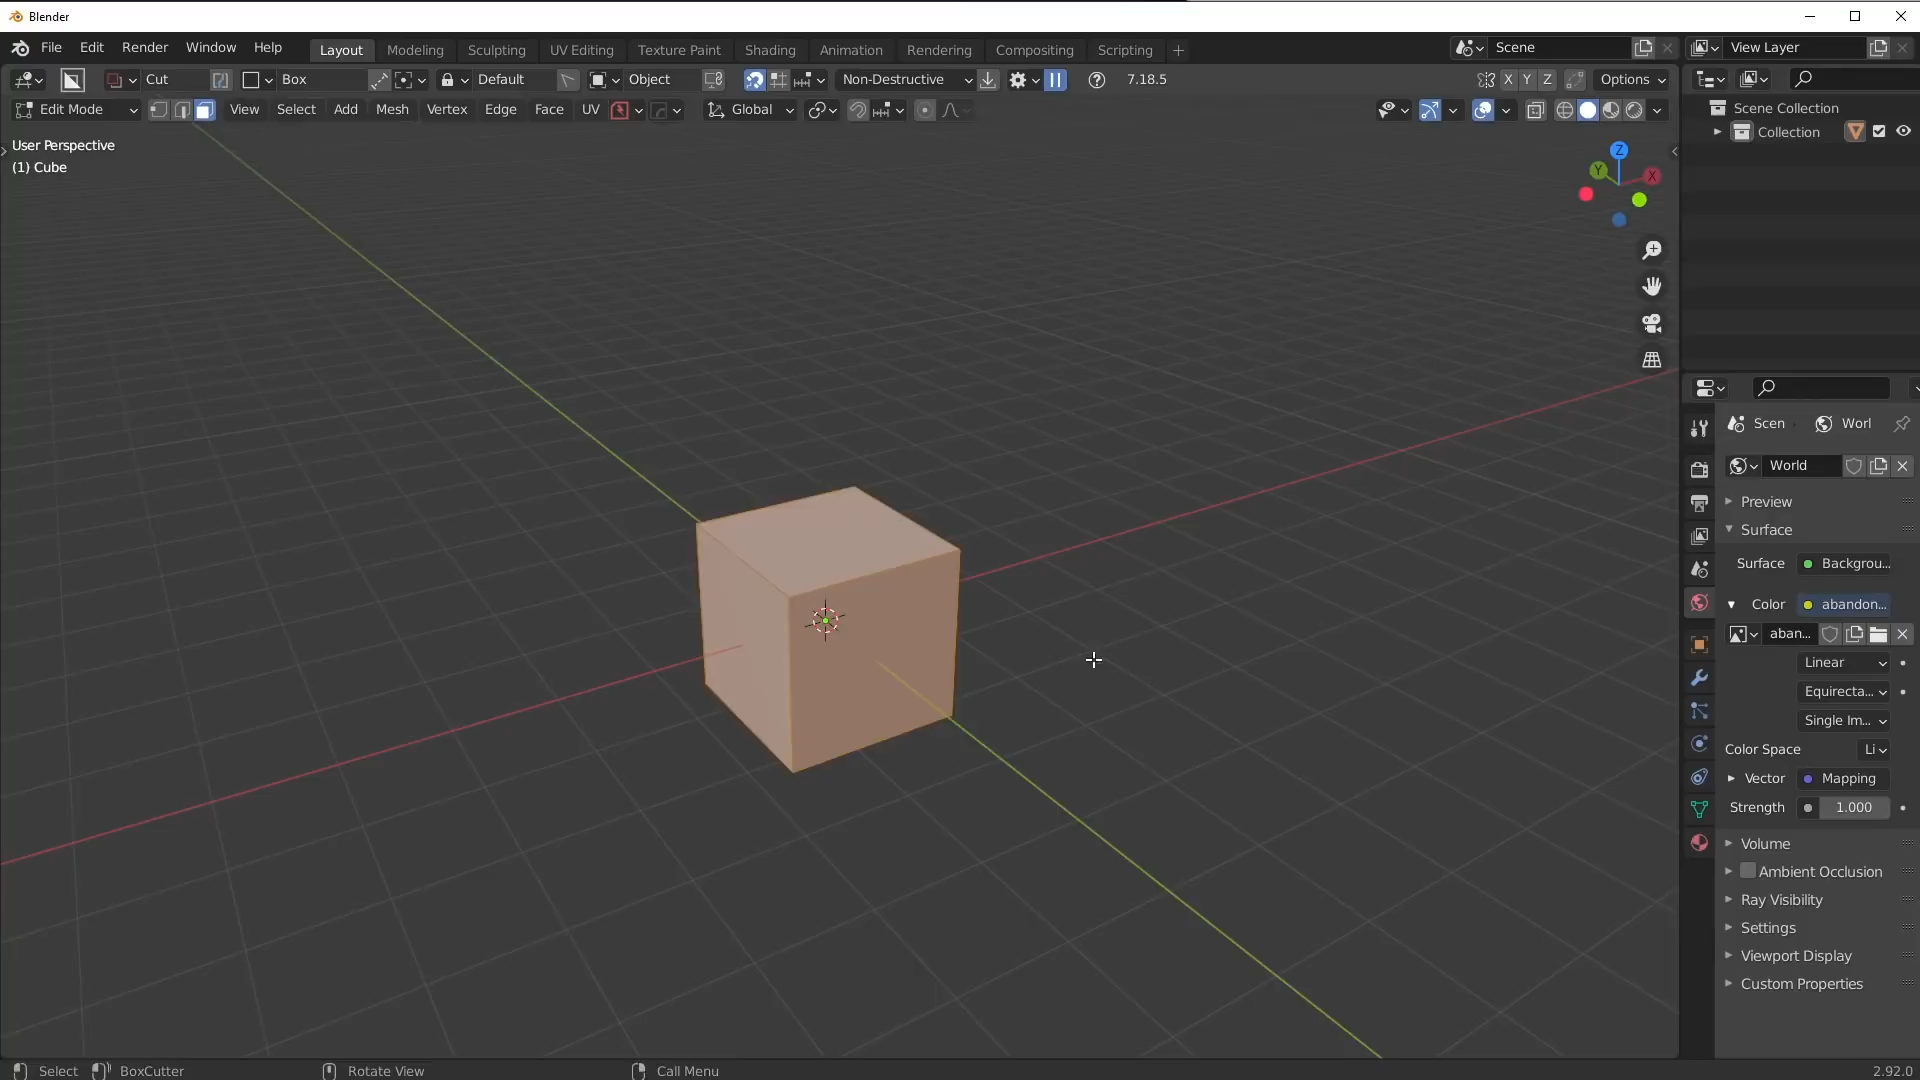 Blender
File Edit Render Window Help Layout Modeling Sculpting UV Editing Texture Paint Shading Animation Rendering Compositing Scripting + Scene View Layer
Cut Box Default Object Non-Destructive 7.18.5 X Y Z Options
Edit Mode View Select Add Mesh Vertex Edge Face UV Global
Scene Collection
Collection
User Perspective
(1) Cube
Z
Y X
Scen Worl
World
Preview
Surface
Surface Backgrou...
Color abandon...
aban...
Linear
Equirecta...
Single Im...
Color Space Li
Vector Mapping
Strength 1.000
Volume
Ambient Occlusion
Ray Visibility
Settings
Viewport Display
Custom Properties
Select BoxCutter Rotate View Call Menu 2.92.0